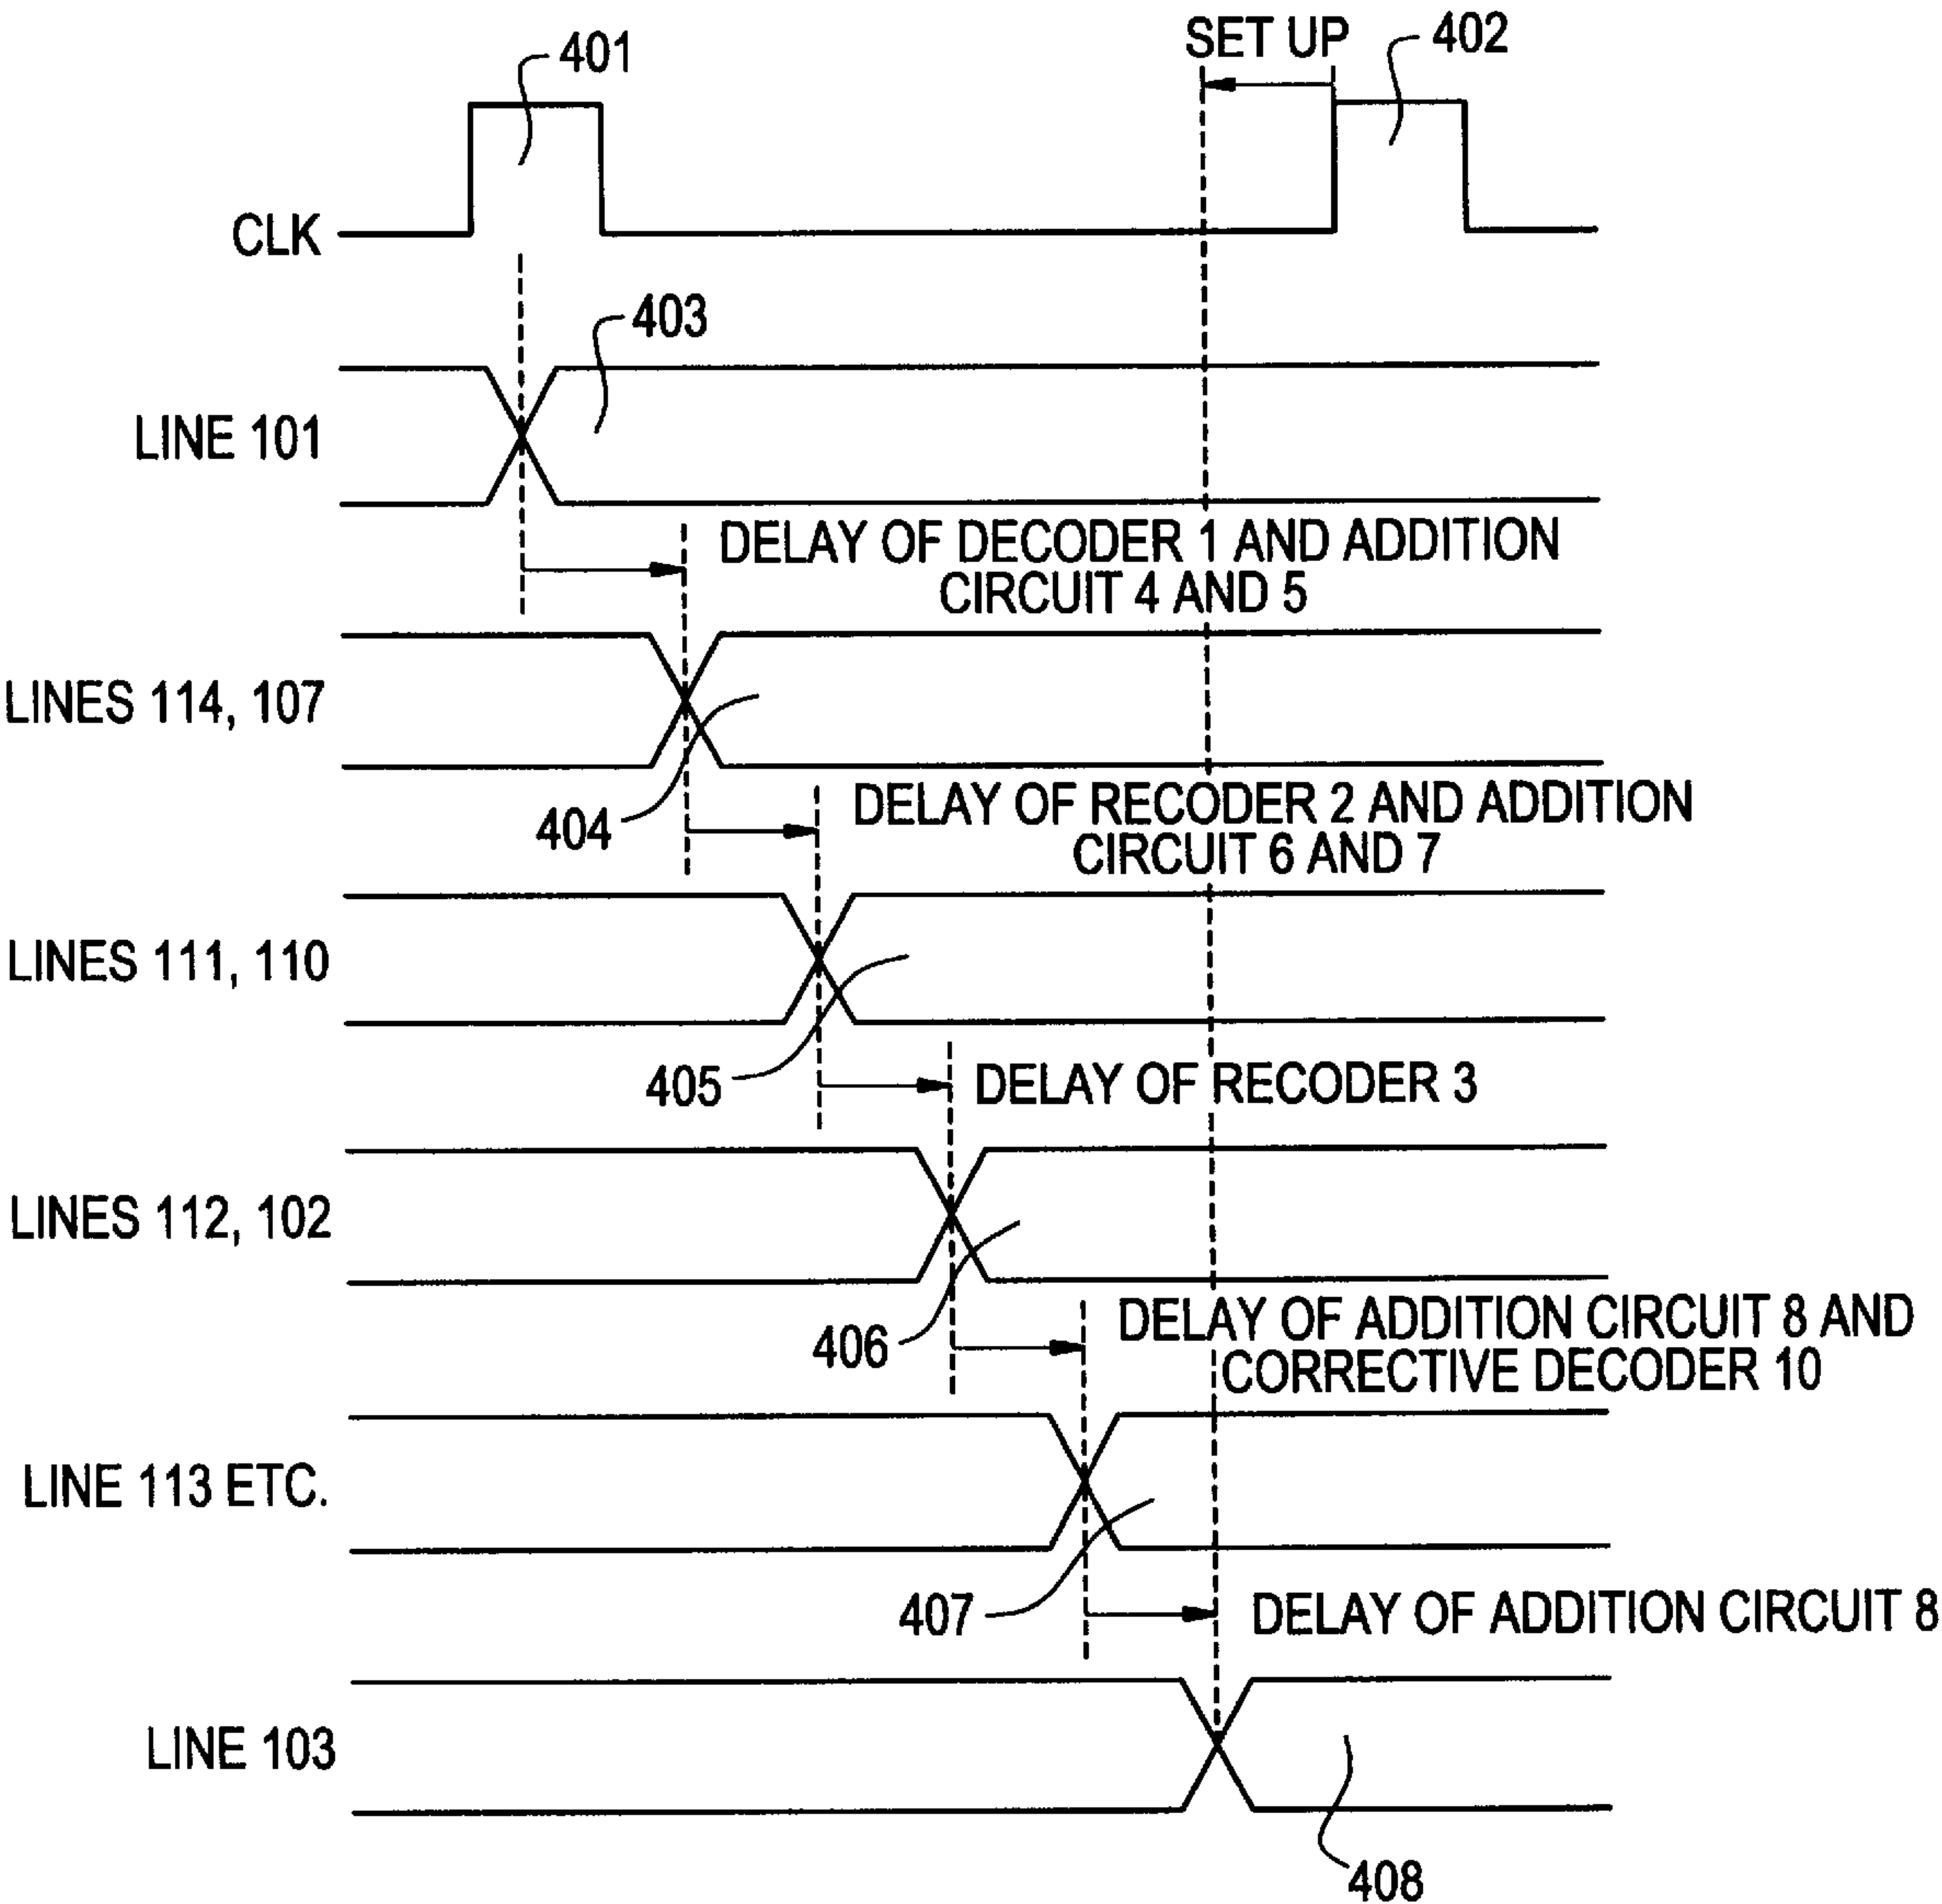 401
SET UP
402
CLK
403
LINE 101
DELAY OF DECODER 1 AND ADDITION
CIRCUIT 4 AND 5
LINES 114, 107
404
DELAY OF RECODER 2 AND ADDITION
CIRCUIT 6 AND 7
LINES 111, 110
405
DELAY OF RECODER 3
LINES 112, 102
406
DELAY OF ADDITION CIRCUIT 8 AND
CORRECTIVE DECODER 10
LINE 113 ETC.
407
DELAY OF ADDITION CIRCUIT 8
LINE 103
408